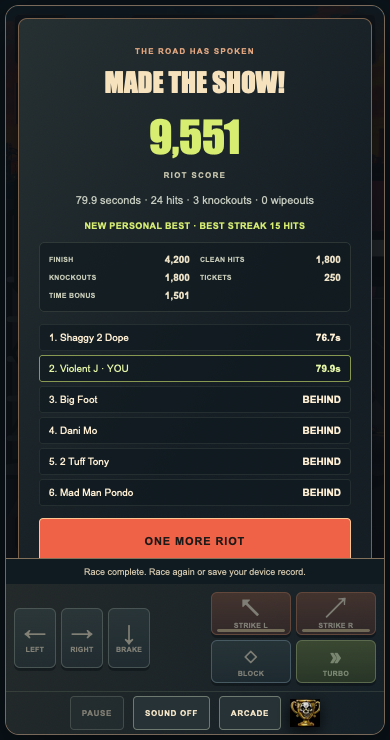 THE ROAD HAS SPOKEN
MADE THE SHOW!
9,551
RIOT SCORE
79.9 seconds · 24 hits · 3 knockouts · 0 wipeouts
NEW PERSONAL BEST · BEST STREAK 15 HITS
FINISH 4,200 CLEAN HITS 1,800
KNOCKOUTS 1,800 TICKETS 250
TIME BONUS 1,501
1. Shaggy 2 Dope 76.7s
2. Violent J · YOU 79.9s
3. Big Foot BEHIND
4. Dani Mo BEHIND
5. 2 Tuff Tony BEHIND
6. Mad Man Pondo BEHIND
ONE MORE RIOT
Race complete. Race again or save your device record.
STRIKE L STRIKE R
LEFT RIGHT BRAKE
BLOCK TURBO
PAUSE SOUND OFF ARCADE